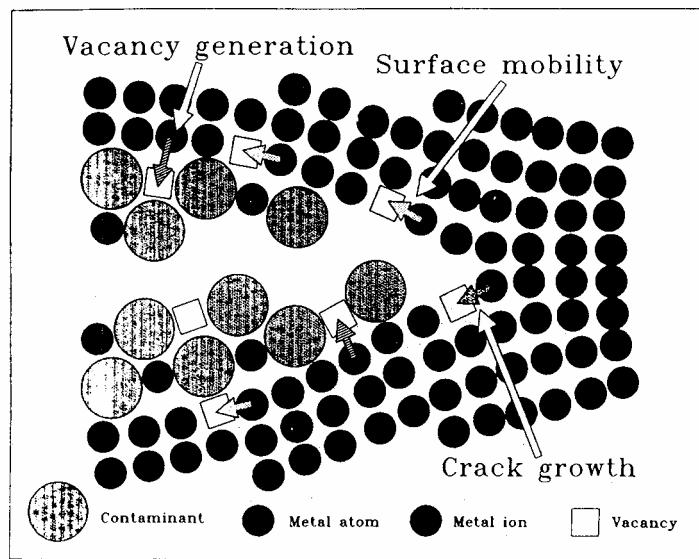 Vacancy generation
Surface mobility
Crack growth
Contaminant
Metal atom
Metal ion
Vacancy